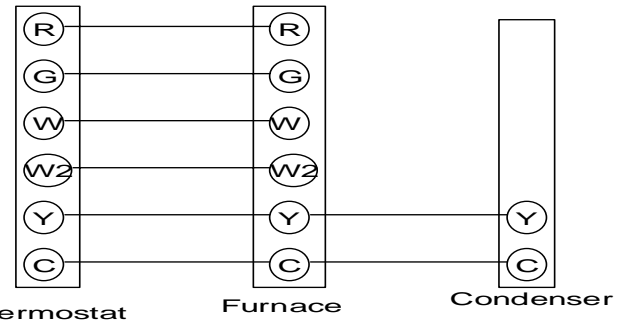 R R
G G
W W
W2 W2
Y Y Y
C C C
ermostat Furnace Condenser